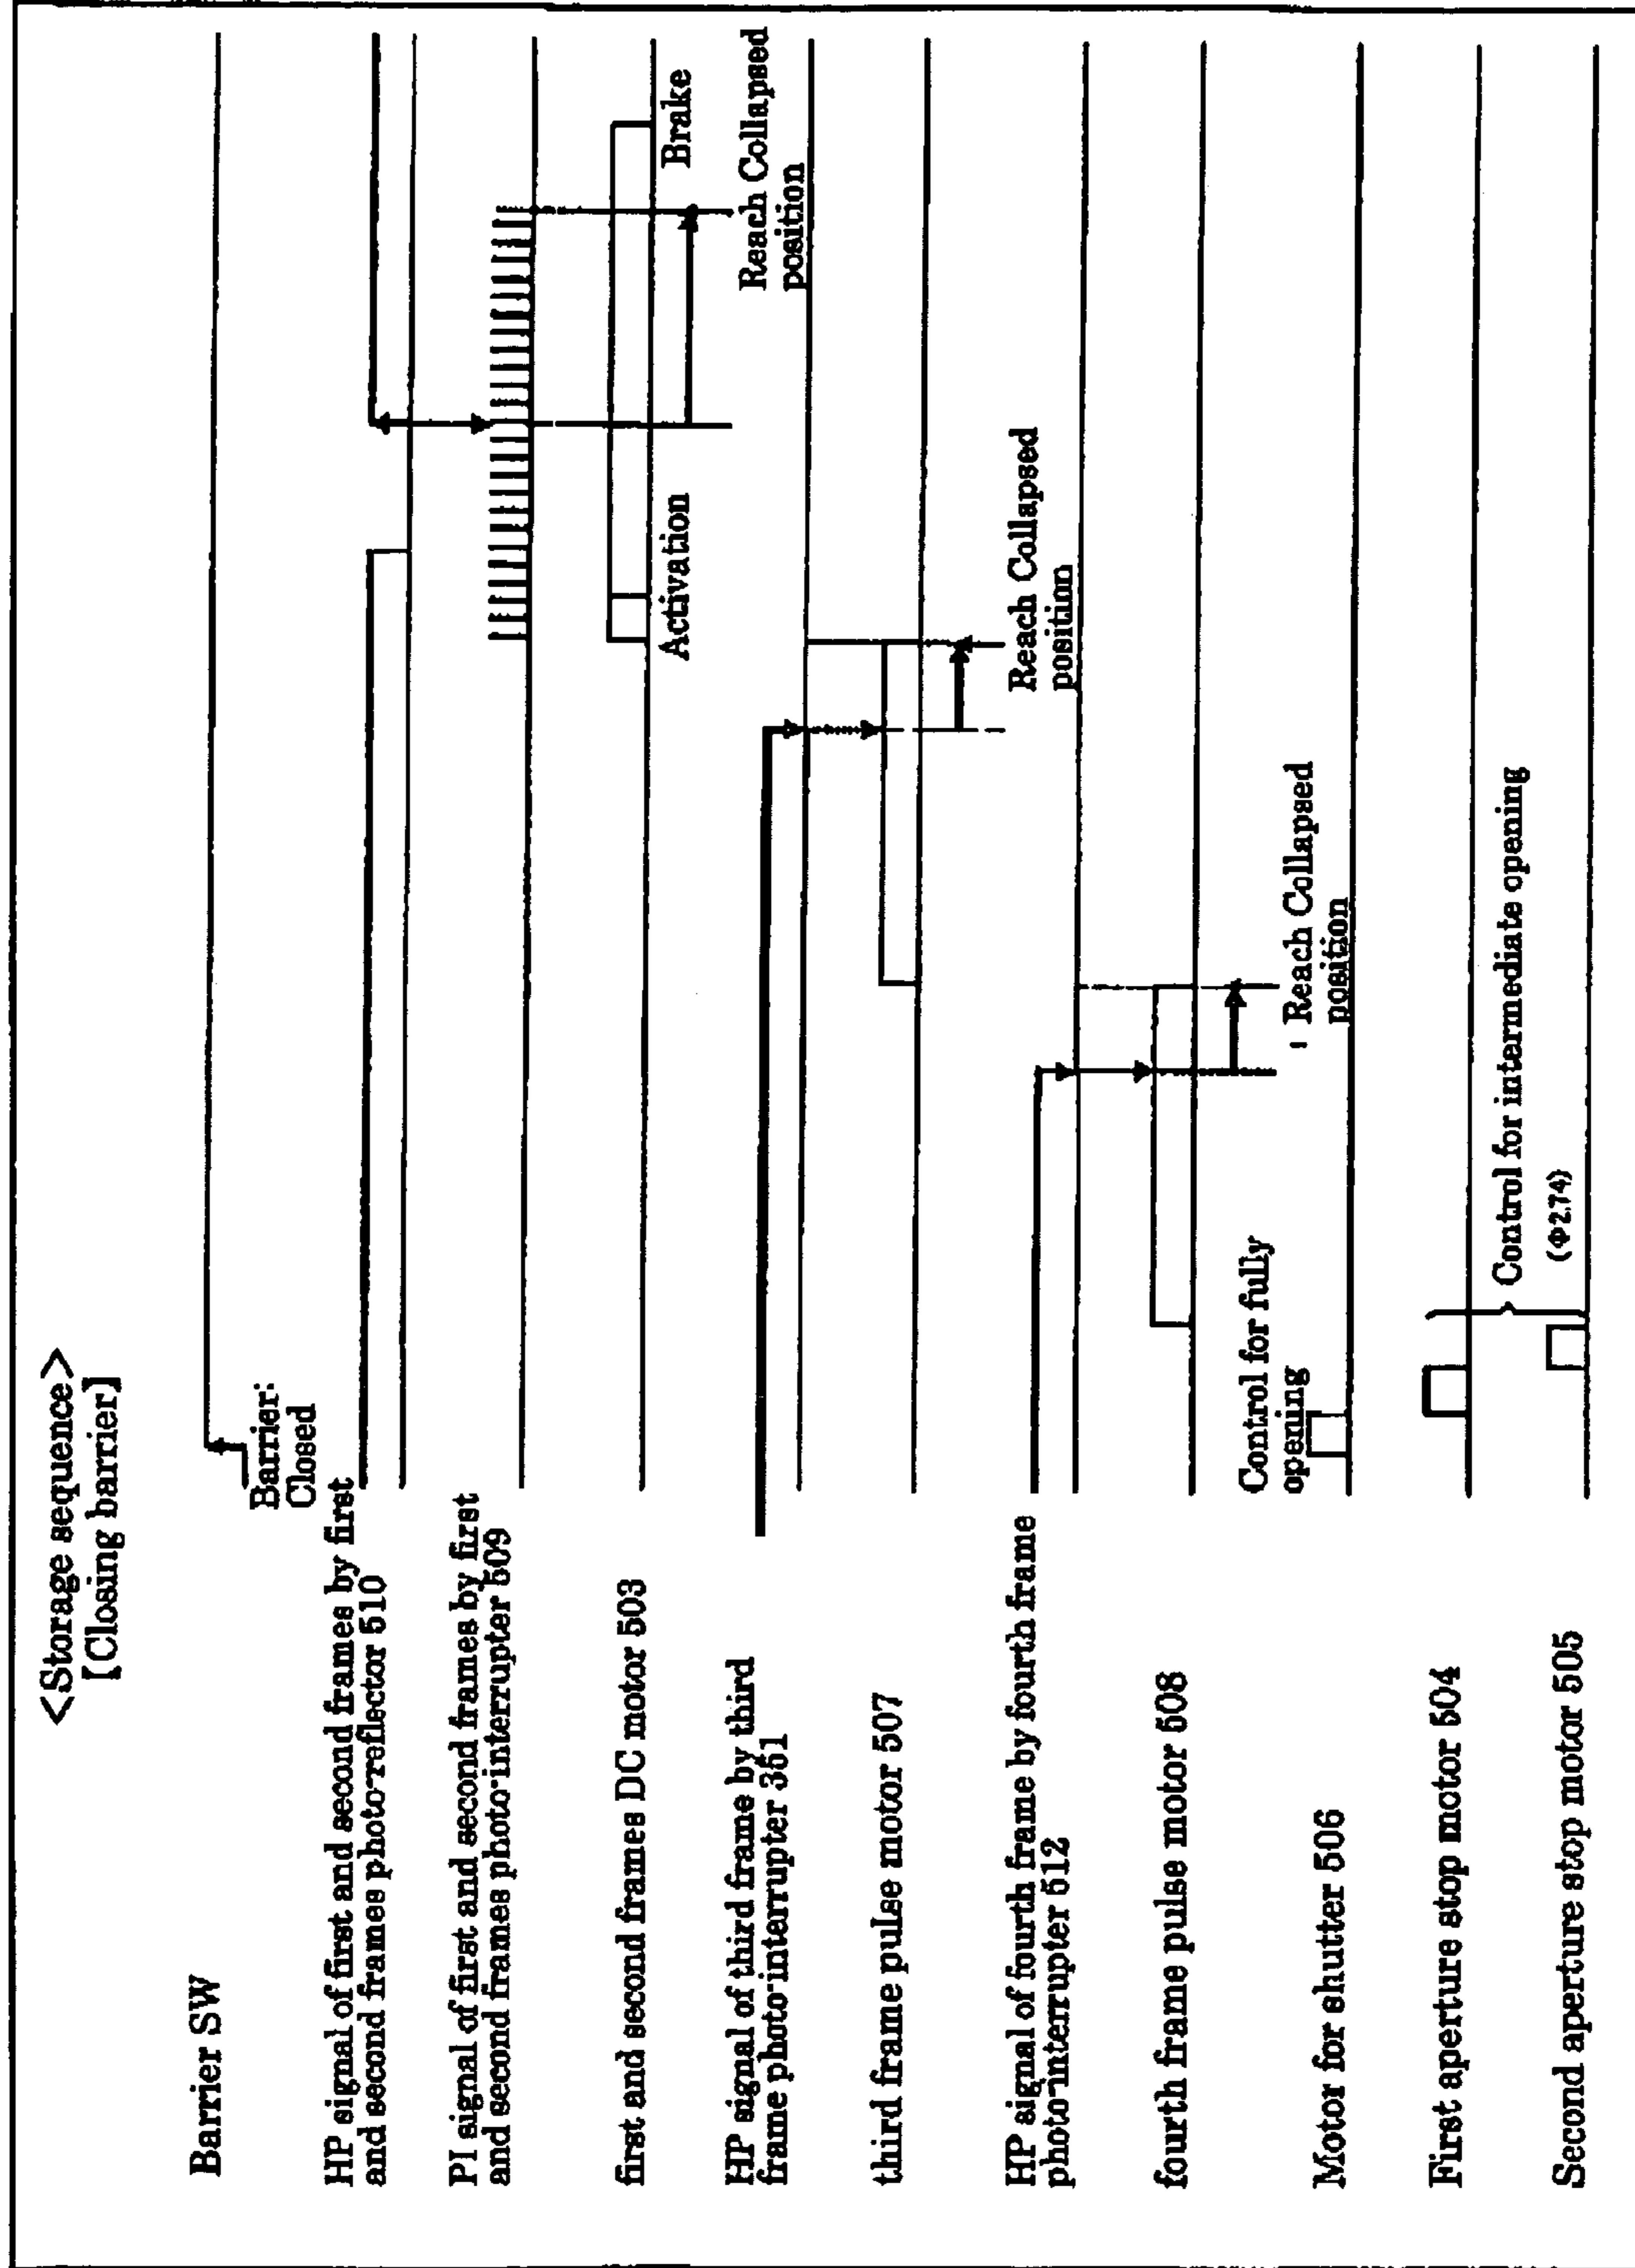 <Storage sequence>
【Closing barrier】
Barrier SW
Barrier:
Closed
HP signal of first and second frames by first
and second frames photo-reflector 510
PI signal of first and second frames by first
and second frames photo-interrupter 509
first and second frames DC motor 503
Activation
Brake
HP signal of third frame by third
frame photo-interrupter 351
Reach Collapsed
position
third frame pulse motor 507
HP signal of fourth frame by fourth frame
photo-interrupter 512
Reach Collapsed
position
fourth frame pulse motor 508
Control for fully
opening
Reach Collapsed
position
Motor for shutter 506
First aperture stop motor 504
Control for intermediate opening
(Φ2.74)
Second aperture stop motor 505